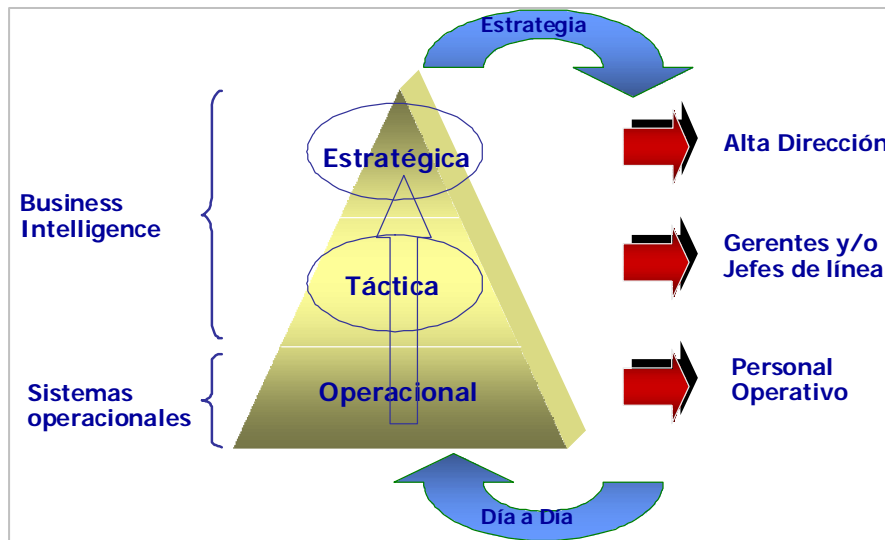 Estrategia
Estratégica
Alta Dirección
Business
Intelligence
Gerentes y/o
Jefes de línea
Táctica
Sistemas
operacionales
Operacional
Personal
Operativo
Día a Día